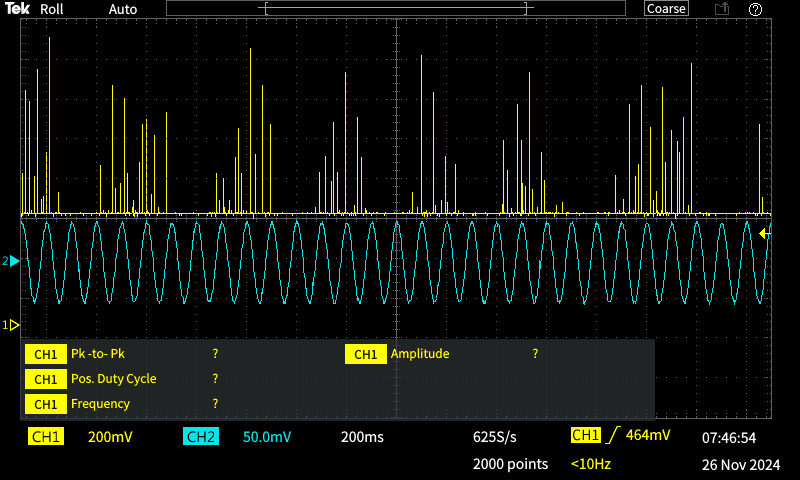 Tek Roll Auto Coarse ?
2
1
CH1 Pk -to- Pk ? CH1 Amplitude ?
CH1 Pos. Duty Cycle ?
CH1 Frequency ?
CH1 200mV CH2 50.0mV 200ms 625S/s CH1 464mV 07:46:54
2000 points <10Hz 26 Nov 2024